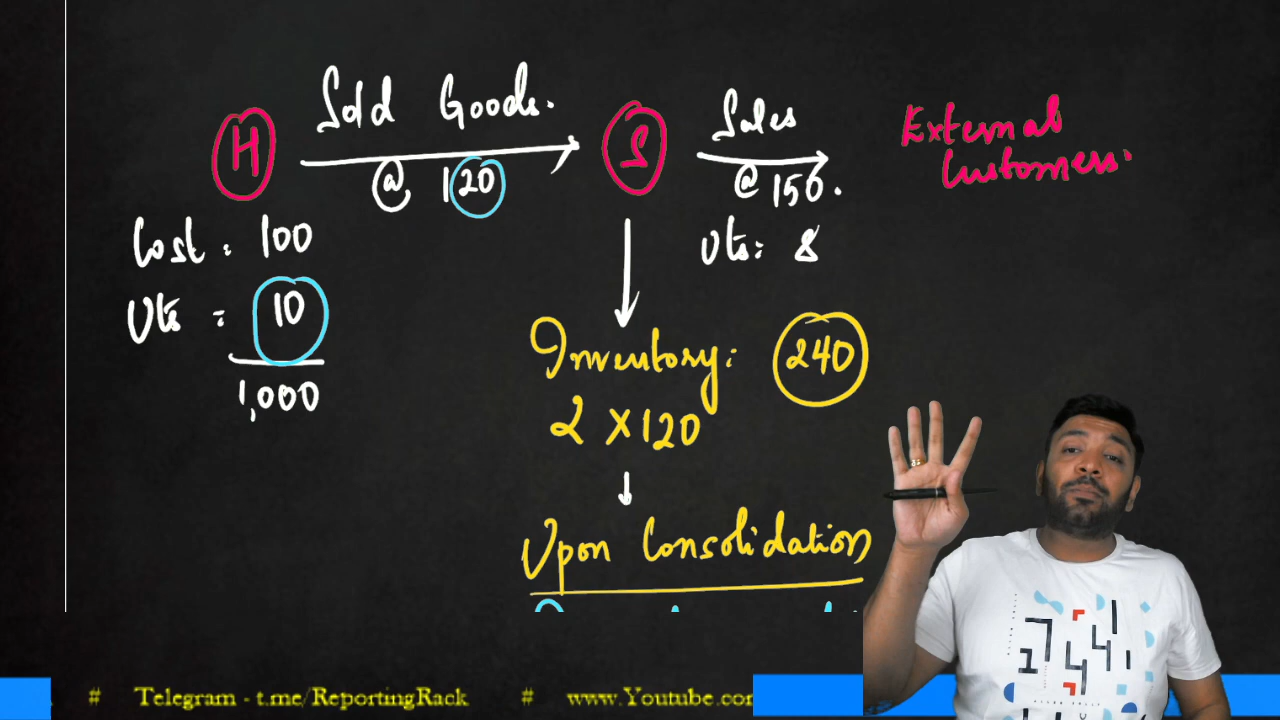 Sold Goods.
H
@ 120
S
Sales
@ 150.
External
Customers.
Cost: 100
Uts: 8
Uts: 10
1,000
Inventory: 240
2 X 120
Upon Consolidation
# Telegram - t.me/ReportingRack # www.Youtube.com